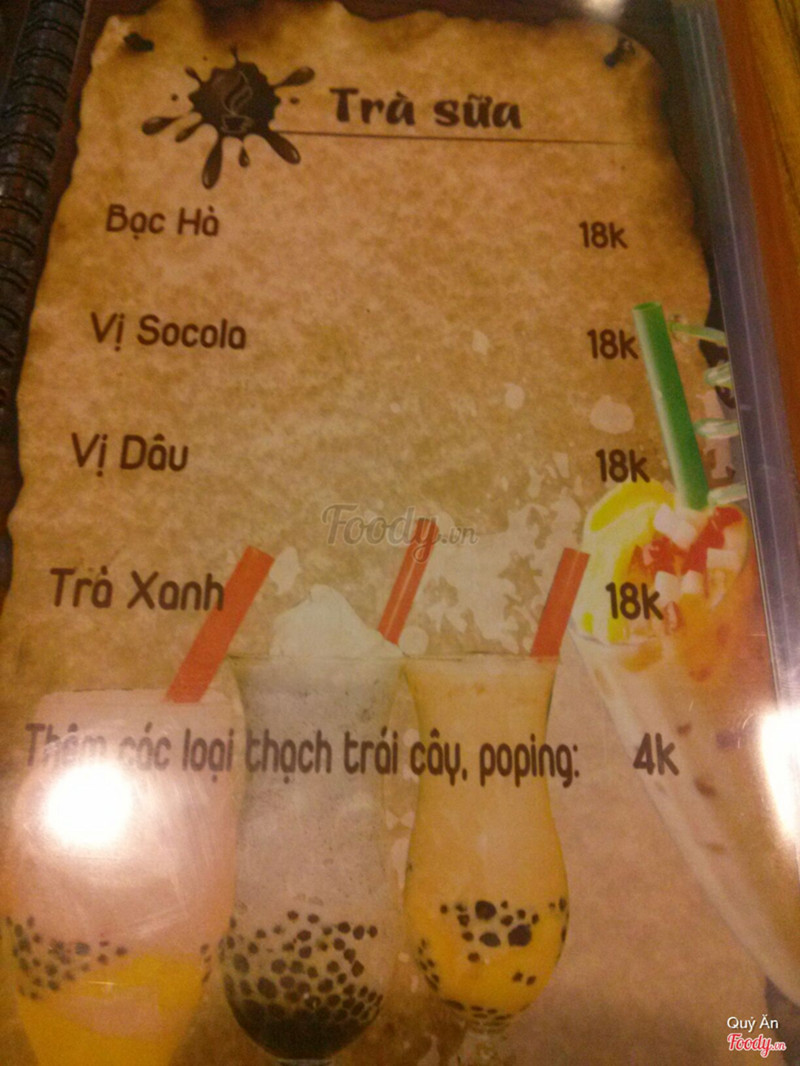 Trà sữa
Bạc Hà 18k
Vị Socola 18k
Vị Dâu 18k
Foody.vn
Trà Xanh 18k
Thêm các loại thạch trái cây, poping: 4k
Quý Ăn
Foody.vn